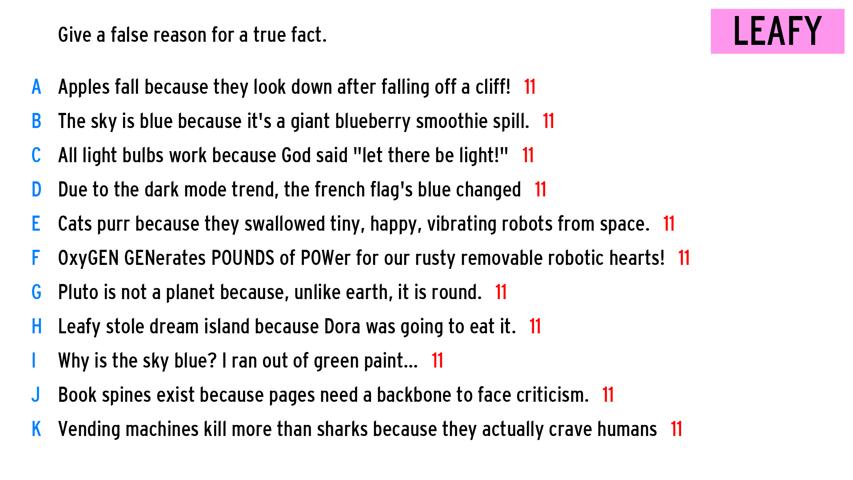 Give a false reason for a true fact.
LEAFY
A Apples fall because they look down after falling off a cliff! 11
B The sky is blue because it's a giant blueberry smoothie spill. 11
C All light bulbs work because God said "let there be light!" 11
D Due to the dark mode trend, the french flag's blue changed 11
E Cats purr because they swallowed tiny, happy, vibrating robots from space. 11
F OxyGEN GENerates POUNDS of POWer for our rusty removable robotic hearts! 11
G Pluto is not a planet because, unlike earth, it is round. 11
H Leafy stole dream island because Dora was going to eat it. 11
I Why is the sky blue? I ran out of green paint... 11
J Book spines exist because pages need a backbone to face criticism. 11
K Vending machines kill more than sharks because they actually crave humans 11